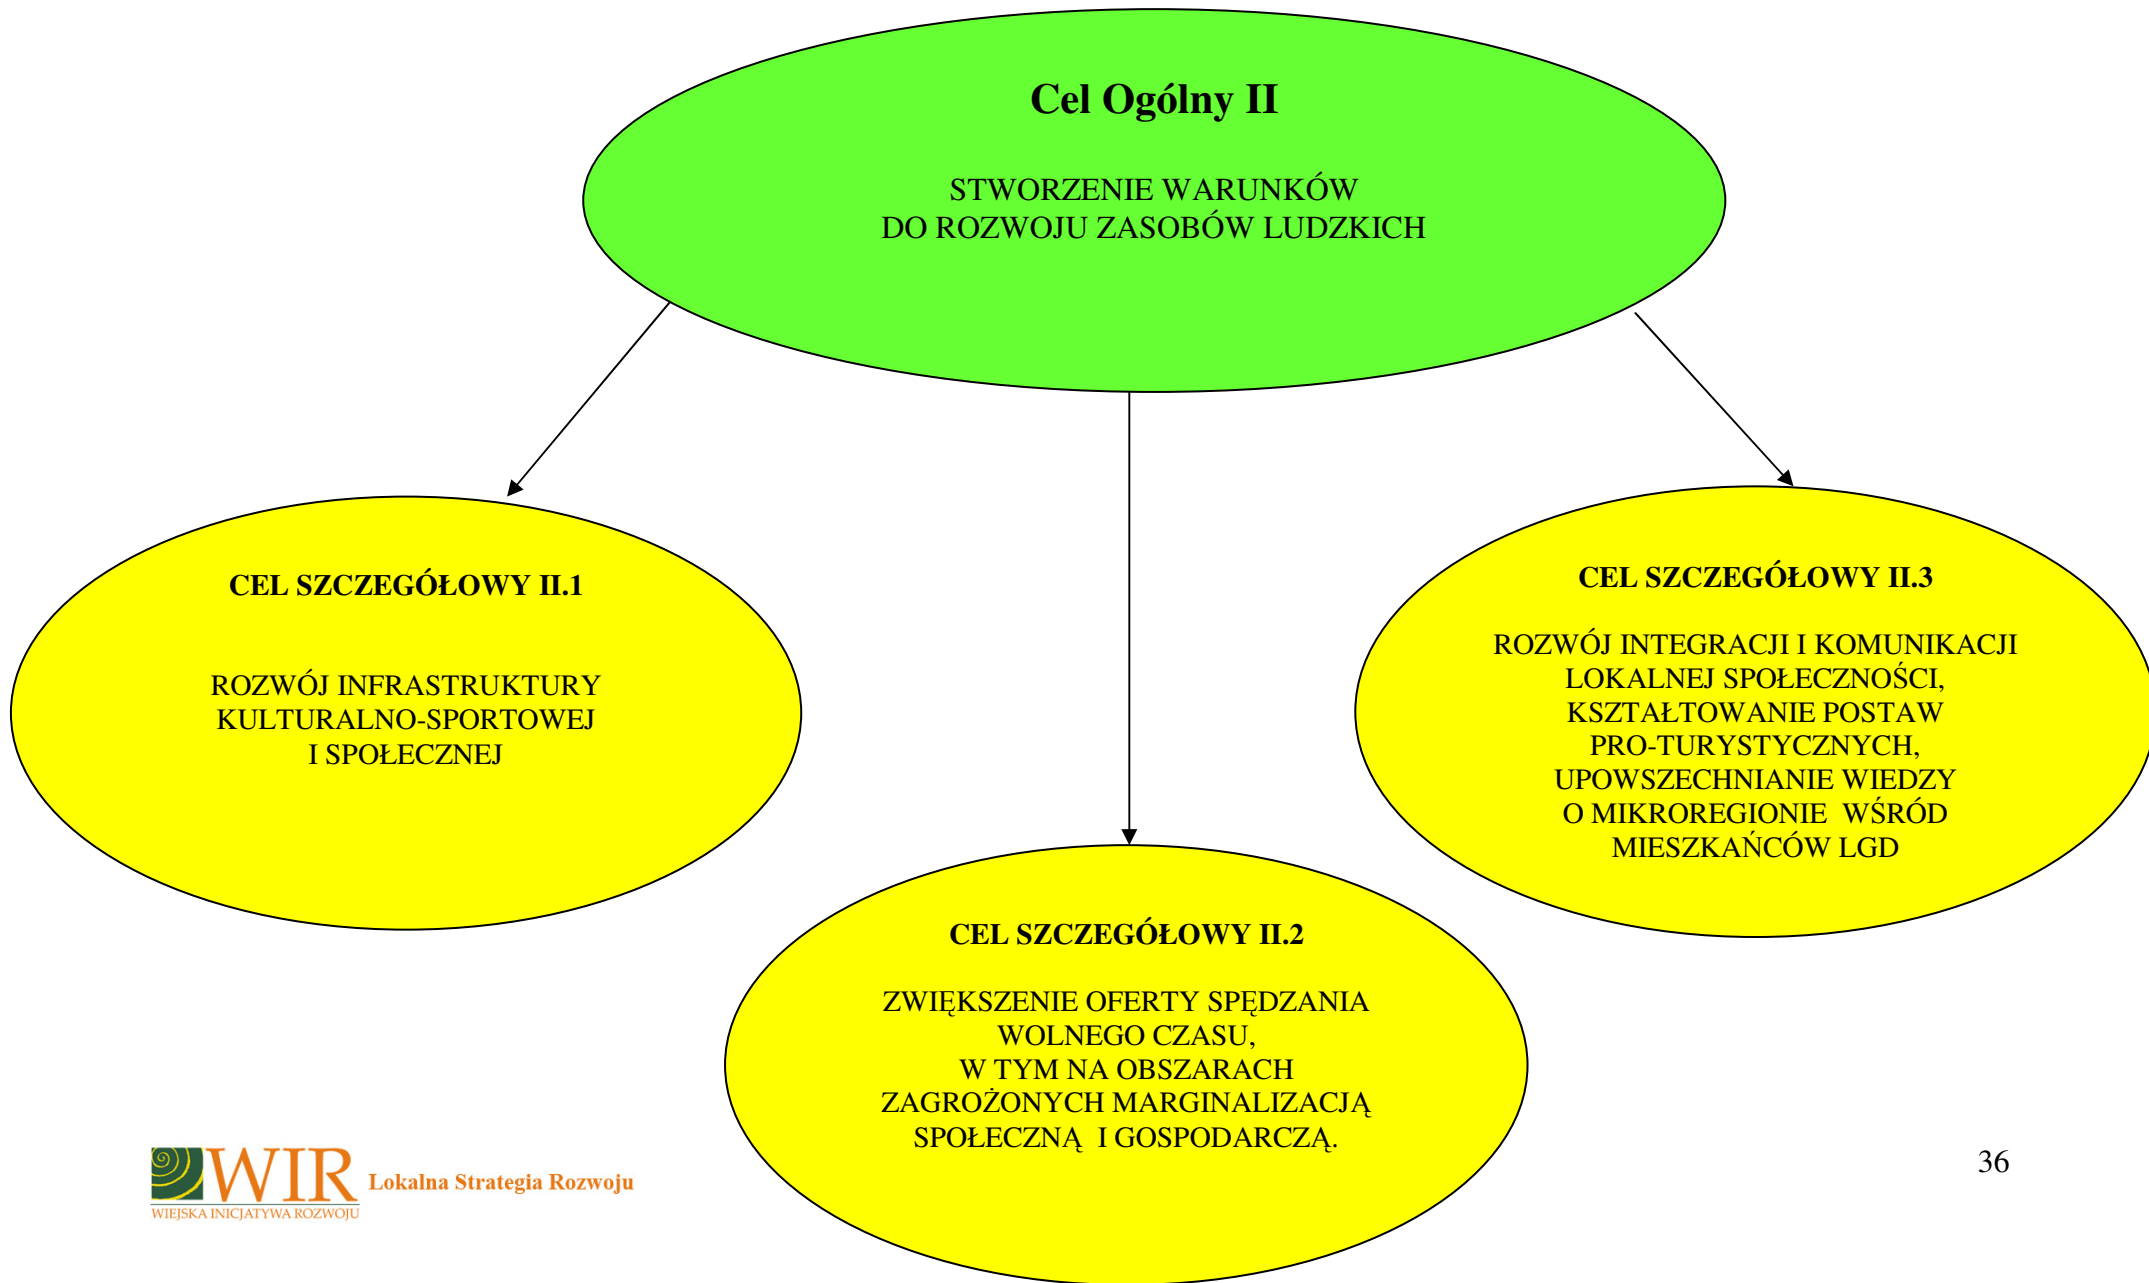 Cel Ogólny II
STWORZENIE WARUNKÓW
DO ROZWOJU ZASOBÓW LUDZKICH
CEL SZCZEGÓŁOWY II.1
ROZWÓJ INFRASTRUKTURY
KULTURALNO-SPORTOWEJ
I SPOŁECZNEJ
CEL SZCZEGÓŁOWY II.2
ZWIĘKSZENIE OFERTY SPĘDZANIA
WOLNEGO CZASU,
W TYM NA OBSZARACH
ZAGROŻONYCH MARGINALIZACJĄ
SPOŁECZNĄ I GOSPODARCZĄ.
CEL SZCZEGÓŁOWY II.3
ROZWÓJ INTEGRACJI I KOMUNIKACJI
LOKALNEJ SPOŁECZNOŚCI,
KSZTAŁTOWANIE POSTAW
PRO-TURYSTYCZNYCH,
UPOWSZECHNIANIE WIEDZY
O MIKROREGIONIE WŚRÓD
MIESZKAŃCÓW LGD
WIR
WIEJSKA INICJATYWA ROZWOJU
Lokalna Strategia Rozwoju
36